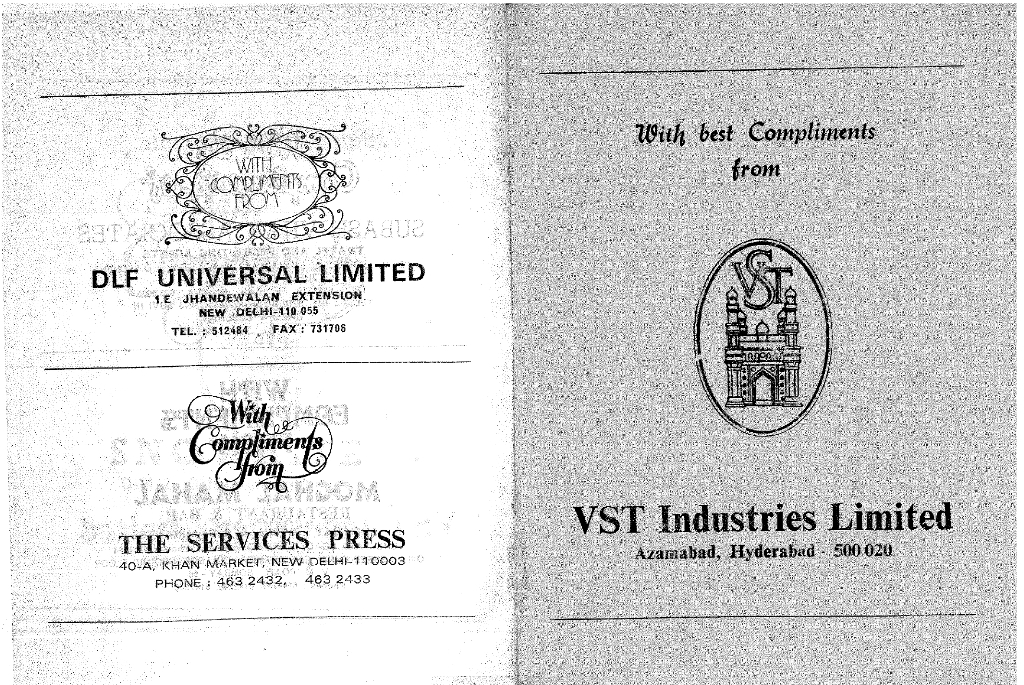 WITH
COMPLIMENTS
FROM
DLF UNIVERSAL LIMITED
1.E JHANDEWALAN EXTENSION
NEW DELHI-110 055
TEL. : 512484 FAX : 731706
With
Compliments
from
THE SERVICES PRESS
40-A, KHAN MARKET, NEW DELHI-110003
PHONE : 463 2432, 463 2433
With best Compliments
from
VST
VST Industries Limited
Azamabad, Hyderabad - 500 020